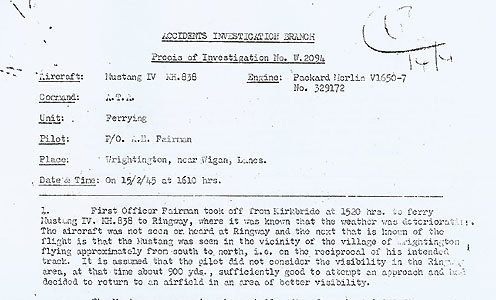 ACCIDENTS INVESTIGATION BRANCH
Precis of Investigation No. W.2094
Aircraft: Mustang IV KH.838 Engine: Packard Merlin V1650-7
No. 329172
Command: A.T.A.
Unit: Ferrying
Pilot: F/O. A.E. Fairman
Place: Wrightington, near Wigan, Lancs.
Date & Time: On 15/2/45 at 1610 hrs.
1. First Officer Fairman took off from Kirkbride at 1520 hrs. to ferry
Mustang IV. KH.838 to Ringway, where it was known that the weather was deteriorating.
The aircraft was not seen or heard at Ringway and the next that is known of the
flight is that the Mustang was seen in the vicinity of the village of Wrightington
flying approximately from south to north, i.e. on the reciprocal of his intended
track. It is assumed that the pilot did not consider the visibility in the Ringway
area, at that time about 900 yds., sufficiently good to attempt an approach and had
decided to return to an airfield in an area of better visibility.